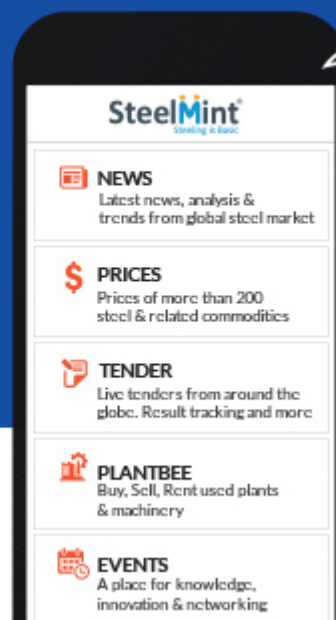 SteelMint
Steeling is Basic
NEWS
Latest news, analysis &
trends from global steel market
PRICES
Prices of more than 200
steel & related commodities
TENDER
Live tenders from around the
globe. Result tracking and more
PLANTBEE
Buy, Sell, Rent used plants
& machinery
EVENTS
A place for knowledge,
innovation & networking